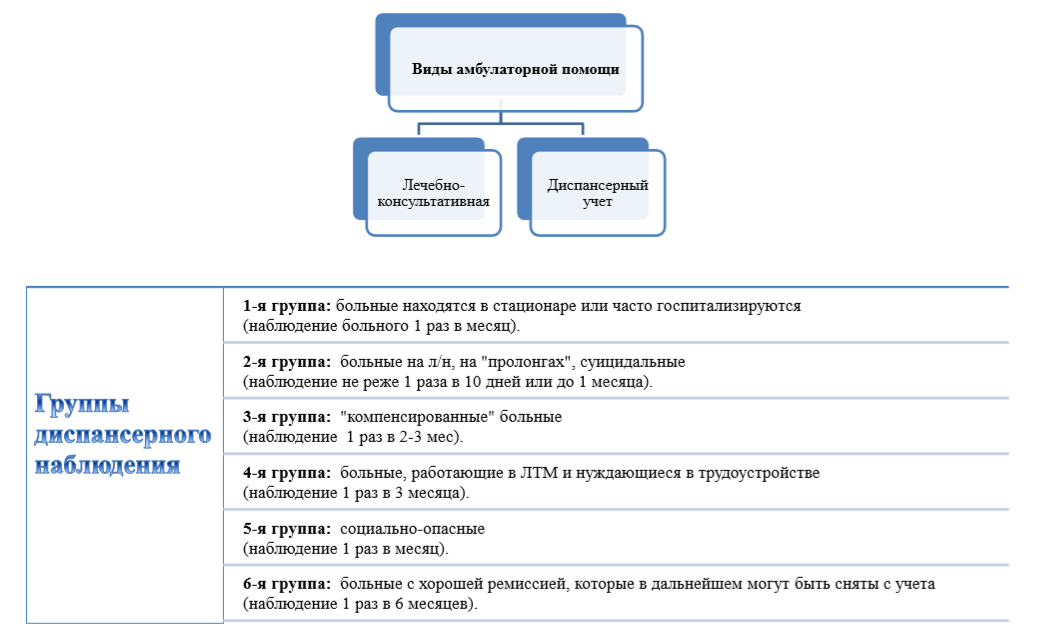 Виды амбулаторной помощи
Лечебно-
консультативная
Диспансерный
учет
Группы
диспансерного
наблюдения
1-я группа: больные находятся в стационаре или часто госпитализируются
(наблюдение больного 1 раз в месяц).
2-я группа: больные на л/н, на "пролонгах", суицидальные
(наблюдение не реже 1 раза в 10 дней или до 1 месяца).
3-я группа: "компенсированные" больные
(наблюдение 1 раз в 2-3 мес).
4-я группа: больные, работающие в ЛТМ и нуждающиеся в трудоустройстве
(наблюдение 1 раз в 3 месяца).
5-я группа: социально-опасные
(наблюдение 1 раз в месяц).
6-я группа: больные с хорошей ремиссией, которые в дальнейшем могут быть сняты с учета
(наблюдение 1 раз в 6 месяцев).